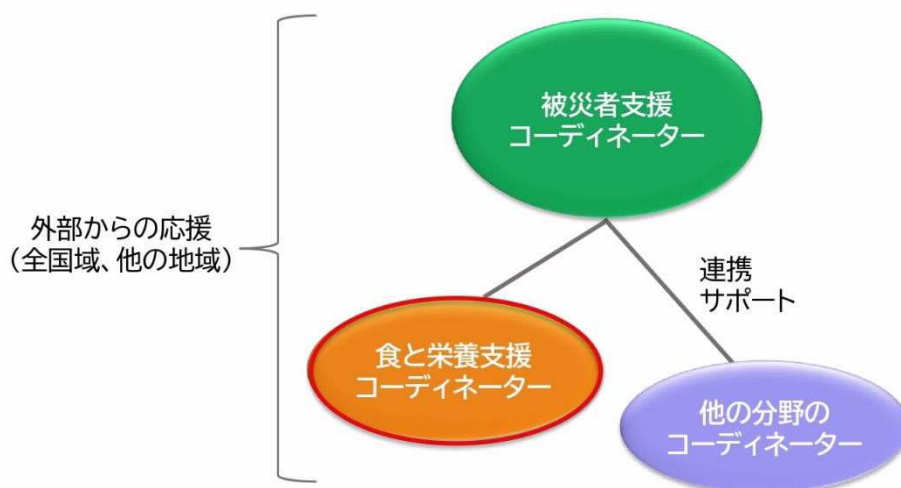 被災者支援
コーディネーター
外部からの応援
（全国域、他の地域）
連携
サポート
食と栄養支援
コーディネーター
他の分野の
コーディネーター